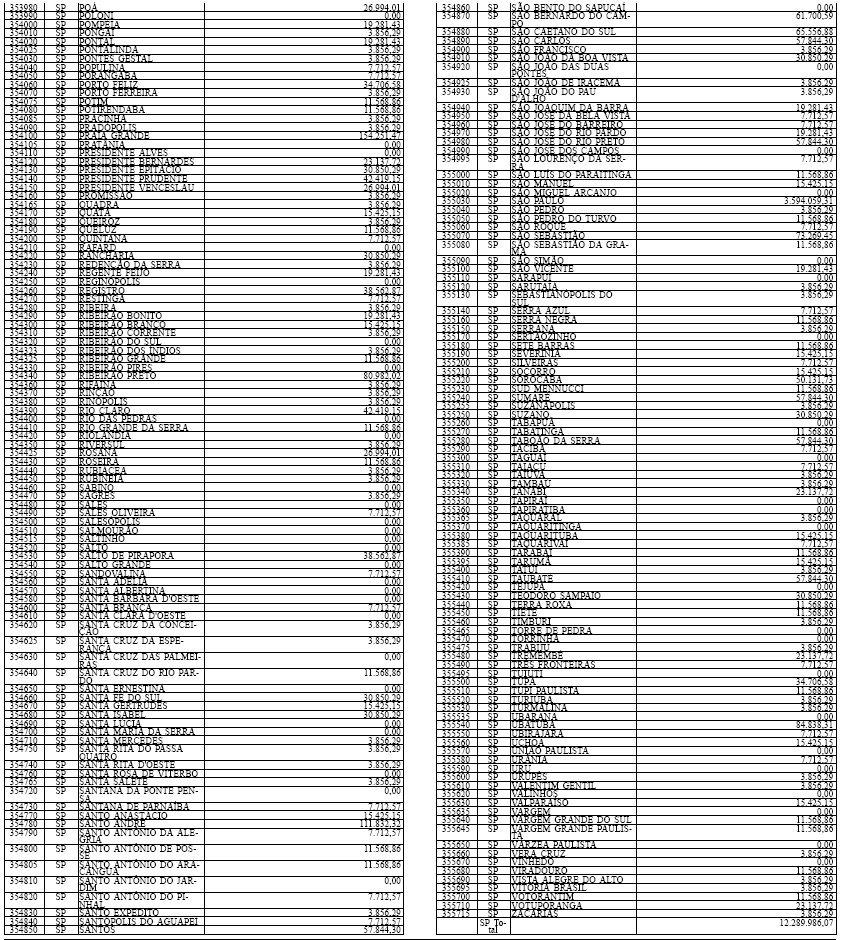 353980 SP POÁ 26.994,01
353990 SP POLONI 0,00
354000 SP POMPÉIA 19.281,43
354010 SP PONGAÍ 3.856,29
354020 SP PONTAL 19.281,43
354025 SP PONTALINDA 3.856,29
354030 SP PONTES GESTAL 3.856,29
354040 SP POPULINA 7.712,57
354050 SP PORANGABA 7.712,57
354060 SP PORTO FELIZ 34.706,58
354070 SP PORTO FERREIRA 3.856,29
354075 SP POTIM 11.568,86
354080 SP POTIRENDABA 11.568,86
354085 SP PRACINHA 3.856,29
354090 SP PRADÓPOLIS 3.856,29
354100 SP PRAIA GRANDE 154.251,47
354105 SP PRATÂNIA 0,00
354110 SP PRESIDENTE ALVES 0,00
354120 SP PRESIDENTE BERNARDES 23.137,72
354130 SP PRESIDENTE EPITÁCIO 30.850,29
354140 SP PRESIDENTE PRUDENTE 42.419,15
354150 SP PRESIDENTE VENCESLAU 26.994,01
354160 SP PROMISSÃO 3.856,29
354165 SP QUADRA 3.856,29
354170 SP QUATÁ 15.425,15
354180 SP QUEIROZ 3.856,29
354190 SP QUELUZ 11.568,86
354200 SP QUINTANA 7.712,57
354210 SP RAFARD 0,00
354220 SP RANCHARIA 30.850,29
354230 SP REDENÇÃO DA SERRA 3.856,29
354240 SP REGENTE FEIJÓ 19.281,43
354250 SP REGINÓPOLIS 0,00
354260 SP REGISTRO 38.562,87
354270 SP RESTINGA 7.712,57
354280 SP RIBEIRA 3.856,29
354290 SP RIBEIRÃO BONITO 19.281,43
354300 SP RIBEIRÃO BRANCO 15.425,15
354310 SP RIBEIRÃO CORRENTE 3.856,29
354320 SP RIBEIRÃO DO SUL 0,00
354323 SP RIBEIRÃO DOS ÍNDIOS 3.856,29
354325 SP RIBEIRÃO GRANDE 11.568,86
354330 SP RIBEIRÃO PIRES 0,00
354340 SP RIBEIRÃO PRETO 80.982,02
354360 SP RIFAINA 3.856,29
354370 SP RINCÃO 3.856,29
354380 SP RINÓPOLIS 3.856,29
354390 SP RIO CLARO 42.419,15
354400 SP RIO DAS PEDRAS 0,00
354410 SP RIO GRANDE DA SERRA 11.568,86
354420 SP RIOLÂNDIA 0,00
354350 SP RIVERSUL 3.856,29
354425 SP ROSANA 26.994,01
354430 SP ROSEIRA 11.568,86
354440 SP RUBIÁCEA 3.856,29
354450 SP RUBINÉIA 3.856,29
354460 SP SABINO 0,00
354470 SP SAGRES 3.856,29
354480 SP SALES 0,00
354490 SP SALES OLIVEIRA 7.712,57
354500 SP SALESÓPOLIS 0,00
354510 SP SALMOURÃO 0,00
354515 SP SALTINHO 0,00
354520 SP SALTO 0,00
354530 SP SALTO DE PIRAPORA 38.562,87
354540 SP SALTO GRANDE 0,00
354550 SP SANDOVALINA 7.712,57
354560 SP SANTA ADÉLIA 0,00
354570 SP SANTA ALBERTINA 0,00
354580 SP SANTA BÁRBARA D'OESTE 0,00
354600 SP SANTA BRANCA 7.712,57
354610 SP SANTA CLARA D'OESTE 0,00
354620 SP SANTA CRUZ DA CONCEI- 3.856,29
ÇÃO
354625 SP SANTA CRUZ DA ESPE- 3.856,29
RANÇA
354630 SP SANTA CRUZ DAS PALMEI- 0,00
RAS
354640 SP SANTA CRUZ DO RIO PAR- 11.568,86
DO
354650 SP SANTA ERNESTINA 0,00
354660 SP SANTA FÉ DO SUL 30.850,29
354670 SP SANTA GERTRUDES 15.425,15
354680 SP SANTA ISABEL 30.850,29
354690 SP SANTA LÚCIA 0,00
354700 SP SANTA MARIA DA SERRA 0,00
354710 SP SANTA MERCEDES 3.856,29
354750 SP SANTA RITA DO PASSA 3.856,29
QUATRO
354740 SP SANTA RITA D'OESTE 3.856,29
354760 SP SANTA ROSA DE VITERBO 0,00
354765 SP SANTA SALETE 3.856,29
354720 SP SANTANA DA PONTE PEN- 0,00
SA
354730 SP SANTANA DE PARNAÍBA 7.712,57
354770 SP SANTO ANASTÁCIO 15.425,15
354780 SP SANTO ANDRÉ 111.832,32
354790 SP SANTO ANTÔNIO DA ALE- 7.712,57
GRIA
354800 SP SANTO ANTÔNIO DE POS- 11.568,86
SE
354805 SP SANTO ANTÔNIO DO ARA- 11.568,86
CANGUÁ
354810 SP SANTO ANTÔNIO DO JAR- 0,00
DIM
354820 SP SANTO ANTÔNIO DO PI- 7.712,57
NHAL
354830 SP SANTO EXPEDITO 3.856,29
354840 SP SANTÓPOLIS DO AGUAPEÍ 7.712,57
354850 SP SANTOS 57.844,30
354860 SP SÃO BENTO DO SAPUCAÍ 0,00
354870 SP SÃO BERNARDO DO CAM- 61.700,59
PO
354880 SP SÃO CAETANO DO SUL 65.556,88
354890 SP SÃO CARLOS 57.844,30
354900 SP SÃO FRANCISCO 3.856,29
354910 SP SÃO JOÃO DA BOA VISTA 30.850,29
354920 SP SÃO JOÃO DAS DUAS 0,00
PONTES
354925 SP SÃO JOÃO DE IRACEMA 3.856,29
354930 SP SÃO JOÃO DO PAU 3.856,29
D'ALHO
354940 SP SÃO JOAQUIM DA BARRA 19.281,43
354950 SP SÃO JOSÉ DA BELA VISTA 7.712,57
354960 SP SÃO JOSÉ DO BARREIRO 7.712,57
354970 SP SÃO JOSÉ DO RIO PARDO 19.281,43
354980 SP SÃO JOSÉ DO RIO PRETO 57.844,30
354990 SP SÃO JOSÉ DOS CAMPOS 0,00
354995 SP SÃO LOURENÇO DA SER- 7.712,57
RA
355000 SP SÃO LUÍS DO PARAITINGA 11.568,86
355010 SP SÃO MANUEL 15.425,15
355020 SP SÃO MIGUEL ARCANJO 0,00
355030 SP SÃO PAULO 3.594.059,31
355040 SP SÃO PEDRO 3.856,29
355050 SP SÃO PEDRO DO TURVO 11.568,86
355060 SP SÃO ROQUE 7.712,57
355070 SP SÃO SEBASTIÃO 73.269,45
355080 SP SÃO SEBASTIÃO DA GRA- 11.568,86
MA
355090 SP SÃO SIMÃO 0,00
355100 SP SÃO VICENTE 19.281,43
355110 SP SARAPUÍ 0,00
355120 SP SARUTAIÁ 3.856,29
355130 SP SEBASTIANÓPOLIS DO 3.856,29
SUL
355140 SP SERRA AZUL 7.712,57
355160 SP SERRA NEGRA 11.568,86
355150 SP SERRANA 3.856,29
355170 SP SERTÃOZINHO 0,00
355180 SP SETE BARRAS 11.568,86
355190 SP SEVERÍNIA 15.425,15
355200 SP SILVEIRAS 7.712,57
355210 SP SOCORRO 15.425,15
355220 SP SOROCABA 50.131,73
355230 SP SUD MENNUCCI 11.568,86
355240 SP SUMARÉ 57.844,30
355255 SP SUZANÁPOLIS 3.856,29
355250 SP SUZANO 30.850,29
355260 SP TABAPUÃ 0,00
355270 SP TABATINGA 11.568,86
355280 SP TABOÃO DA SERRA 57.844,30
355290 SP TACIBA 7.712,57
355300 SP TAGUAÍ 0,00
355310 SP TAIAÇU 7.712,57
355320 SP TAIÚVA 3.856,29
355330 SP TAMBAÚ 3.856,29
355340 SP TANABI 23.137,72
355350 SP TAPIRAÍ 0,00
355360 SP TAPIRATIBA 0,00
355365 SP TAQUARAL 3.856,29
355370 SP TAQUARITINGA 0,00
355380 SP TAQUARITUBA 15.425,15
355385 SP TAQUARIVAÍ 7.712,57
355390 SP TARABAI 11.568,86
355395 SP TARUMÃ 15.425,15
355400 SP TATUÍ 3.856,29
355410 SP TAUBATÉ 57.844,30
355420 SP TEJUPÁ 0,00
355430 SP TEODORO SAMPAIO 30.850,29
355440 SP TERRA ROXA 11.568,86
355450 SP TIETÊ 11.568,86
355460 SP TIMBURI 3.856,29
355465 SP TORRE DE PEDRA 0,00
355470 SP TORRINHA 0,00
355475 SP TRABIJU 3.856,29
355480 SP TREMEMBÉ 23.137,72
355490 SP TRÊS FRONTEIRAS 7.712,57
355495 SP TUIUTI 0,00
355500 SP TUPÃ 34.706,58
355510 SP TUPI PAULISTA 11.568,86
355520 SP TURIÚBA 3.856,29
355530 SP TURMALINA 3.856,29
355535 SP UBARANA 0,00
355540 SP UBATUBA 84.838,31
355550 SP UBIRAJARA 7.712,57
355560 SP UCHOA 15.425,15
355570 SP UNIÃO PAULISTA 0,00
355580 SP URÂNIA 7.712,57
355590 SP URU 0,00
355600 SP URUPÊS 3.856,29
355610 SP VALENTIM GENTIL 3.856,29
355620 SP VALINHOS 0,00
355630 SP VALPARAÍSO 15.425,15
355635 SP VARGEM 0,00
355640 SP VARGEM GRANDE DO SUL 11.568,86
355645 SP VARGEM GRANDE PAULIS- 11.568,86
TA
355650 SP VÁRZEA PAULISTA 0,00
355660 SP VERA CRUZ 3.856,29
355670 SP VINHEDO 0,00
355680 SP VIRADOURO 11.568,86
355690 SP VISTA ALEGRE DO ALTO 3.856,29
355695 SP VITÓRIA BRASIL 3.856,29
355700 SP VOTORANTIM 11.568,86
355710 SP VOTUPORANGA 23.137,72
355715 SP ZACARIAS 3.856,29
SP To- 12.289.986,07
tal